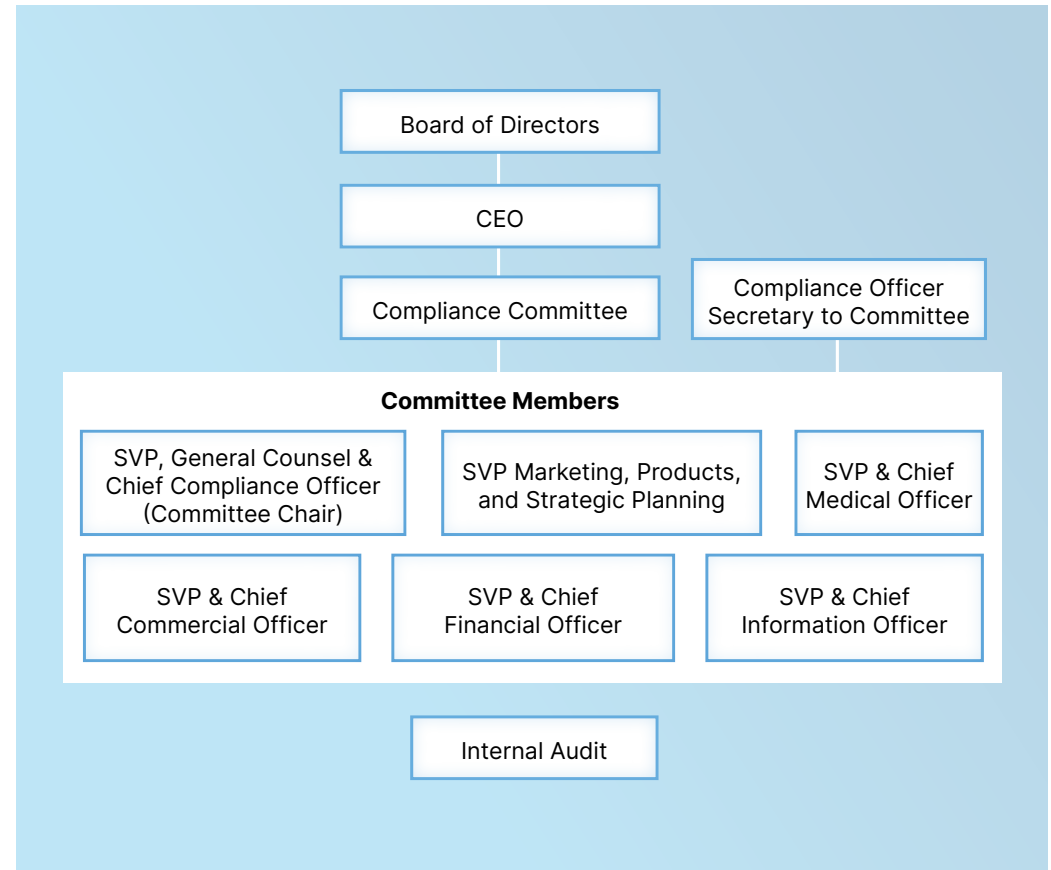 Board of Directors
CEO
Compliance Committee
Compliance Officer
Secretary to Committee
Committee Members
SVP, General Counsel &
Chief Compliance Officer
(Committee Chair)
SVP Marketing, Products,
and Strategic Planning
SVP & Chief
Medical Officer
SVP & Chief
Commercial Officer
SVP & Chief
Financial Officer
SVP & Chief
Information Officer
Internal Audit